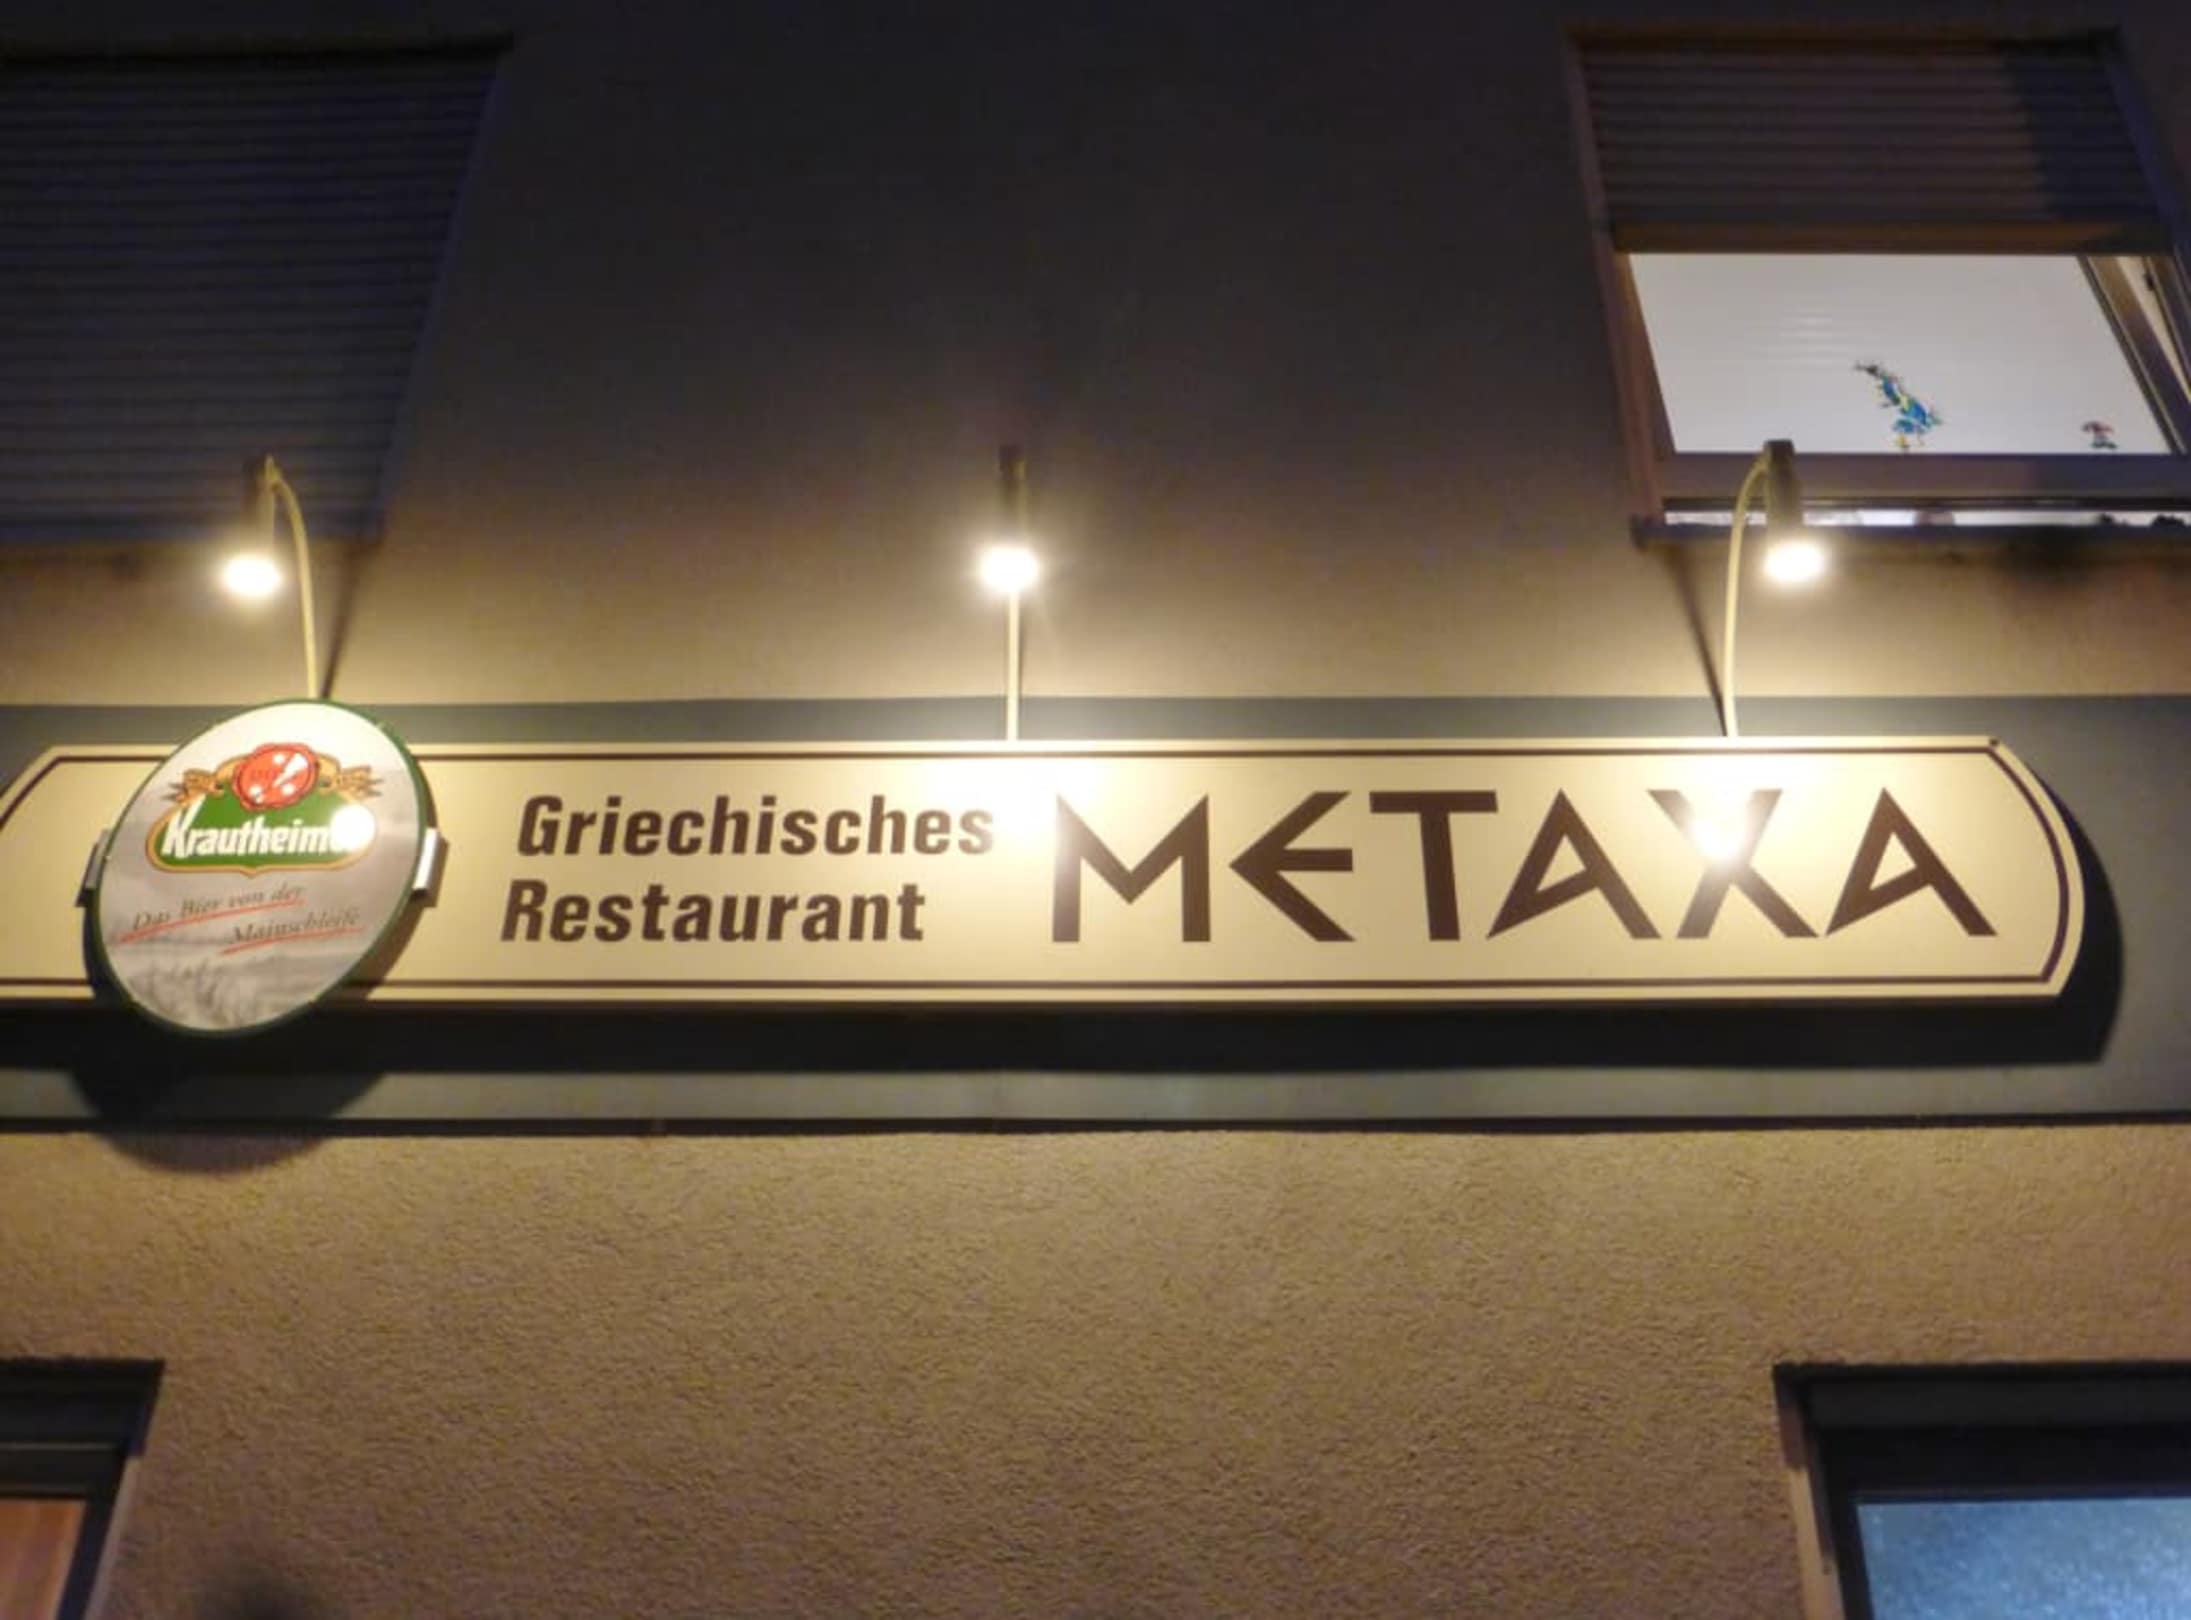 Krautheimer
Das Bier von der
Mainschleife
Griechisches
Restaurant
METAXA